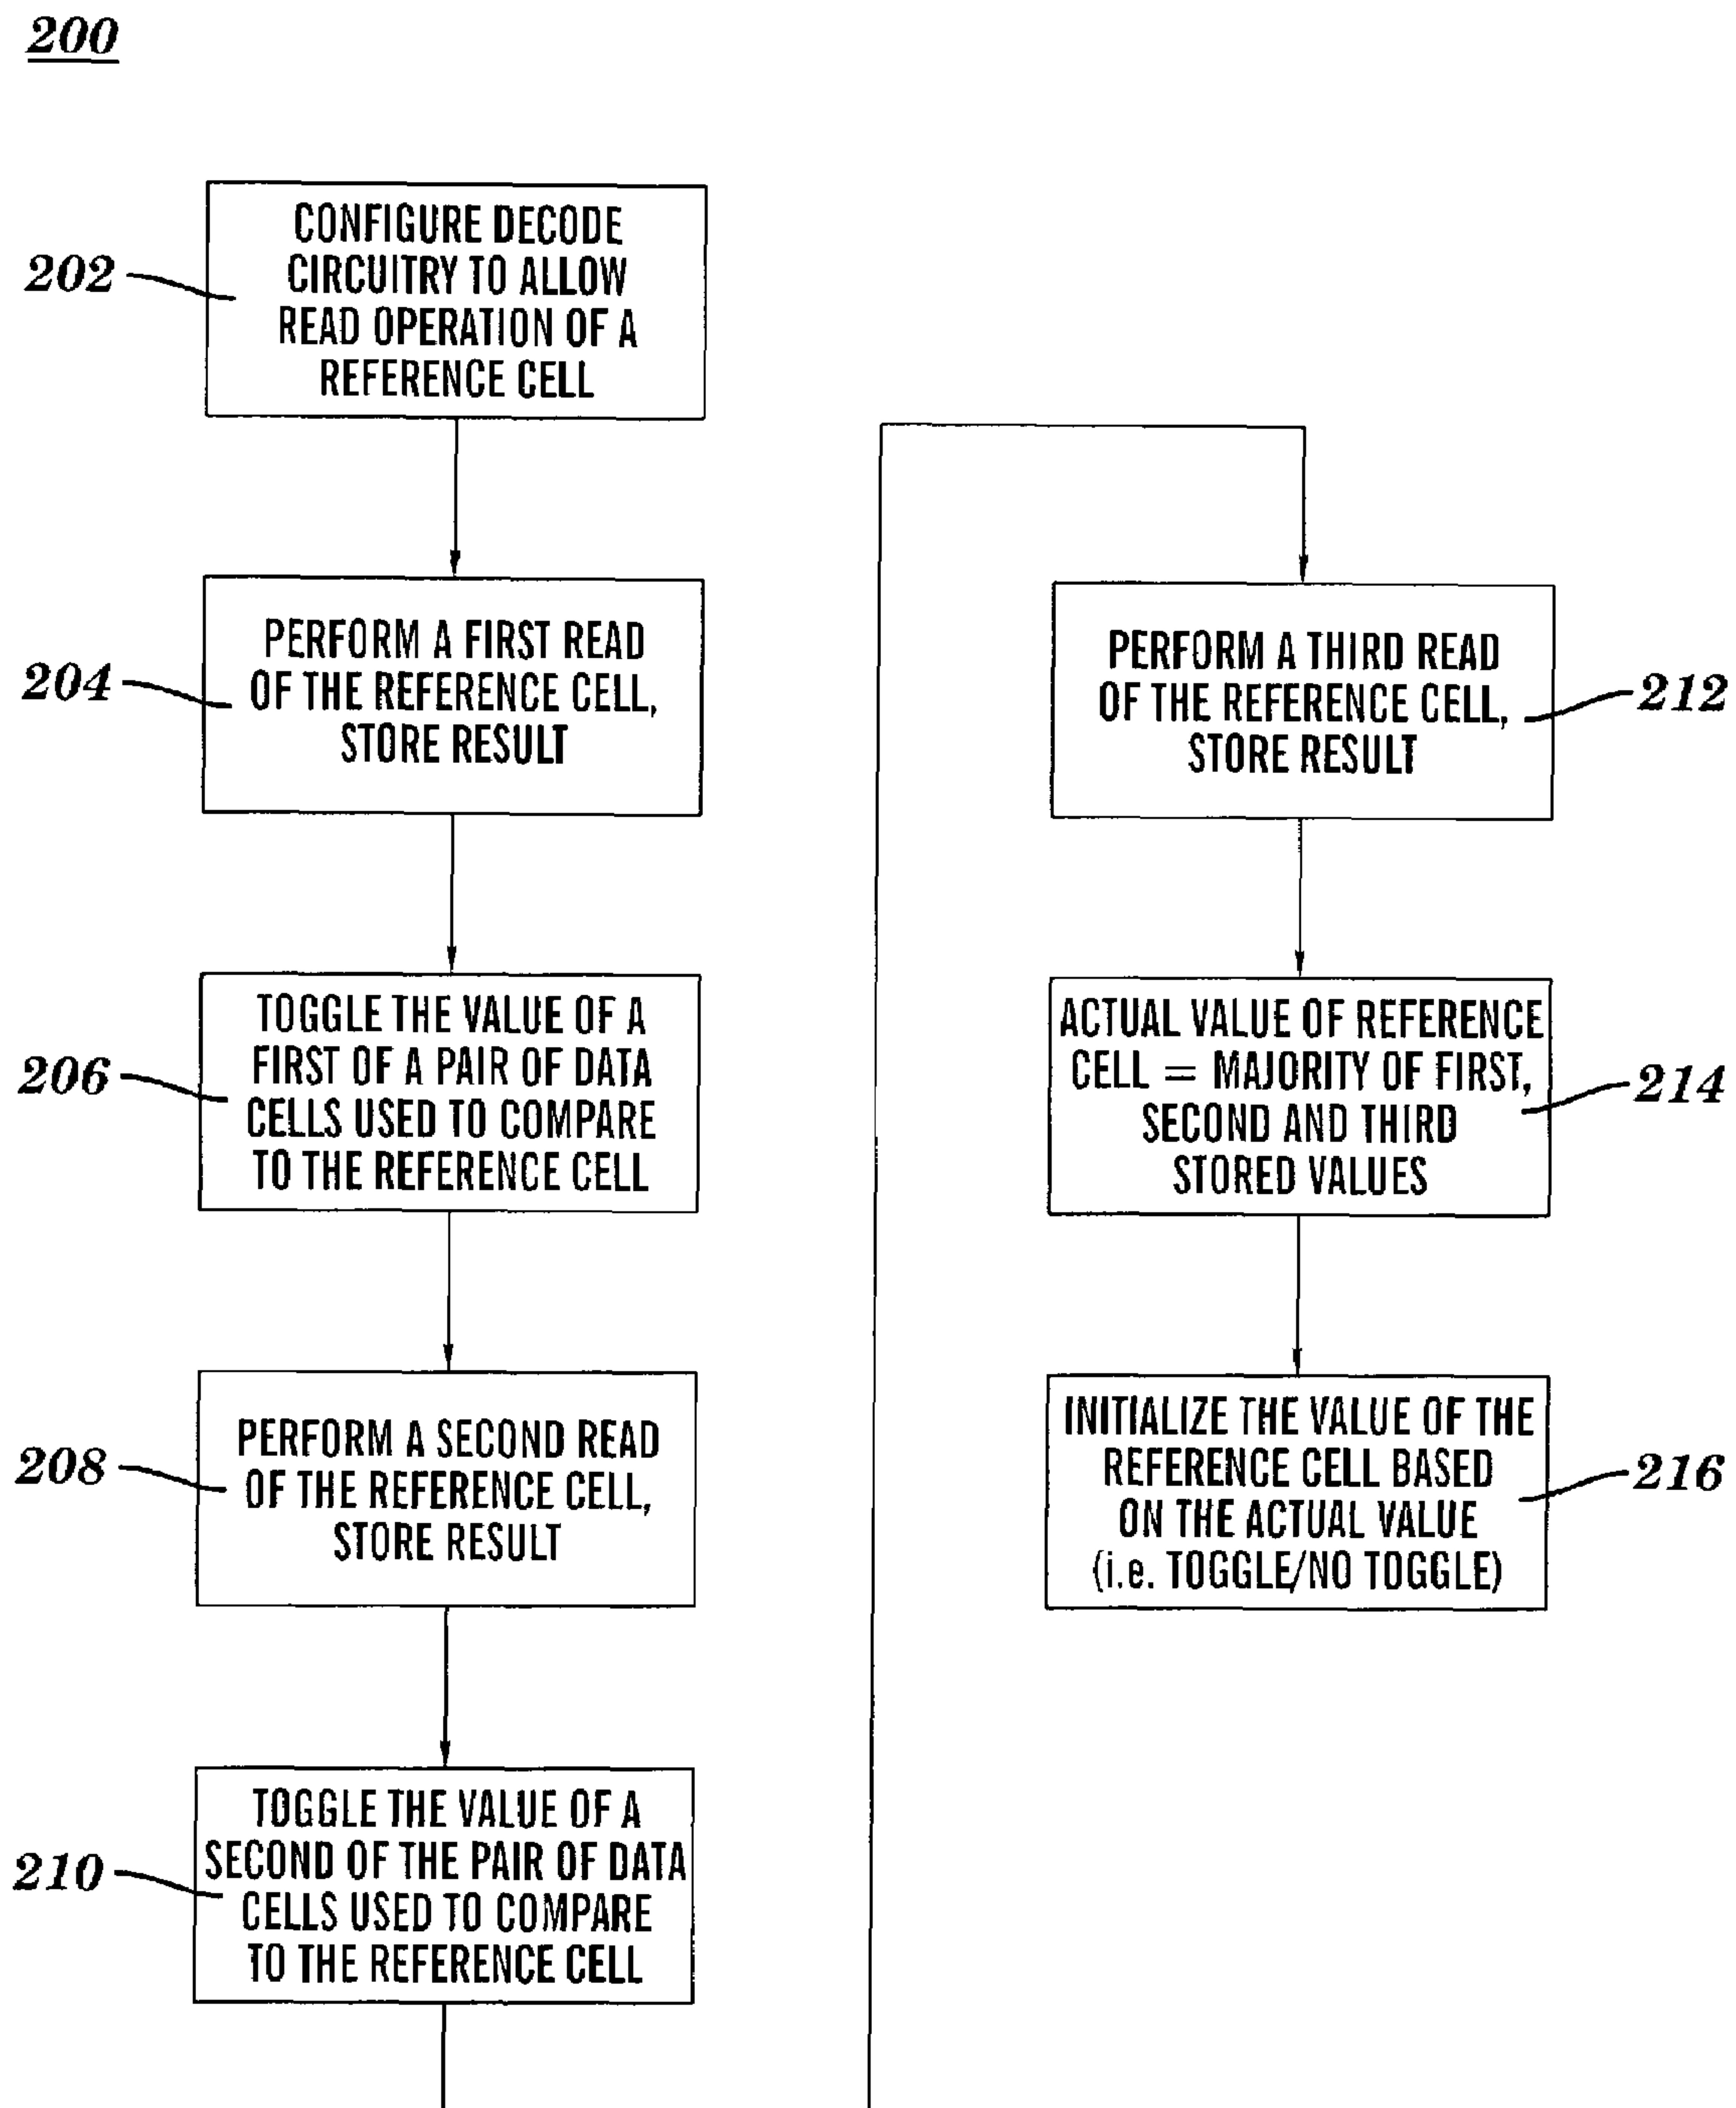 200
202
CONFIGURE DECODE
CIRCUITRY TO ALLOW
READ OPERATION OF A
REFERENCE CELL
204
PERFORM A FIRST READ
OF THE REFERENCE CELL,
STORE RESULT
206
TOGGLE THE VALUE OF A
FIRST OF A PAIR OF DATA
CELLS USED TO COMPARE
TO THE REFERENCE CELL
208
PERFORM A SECOND READ
OF THE REFERENCE CELL,
STORE RESULT
210
TOGGLE THE VALUE OF A
SECOND OF THE PAIR OF DATA
CELLS USED TO COMPARE
TO THE REFERENCE CELL
PERFORM A THIRD READ
OF THE REFERENCE CELL,
STORE RESULT
212
ACTUAL VALUE OF REFERENCE
CELL = MAJORITY OF FIRST,
SECOND AND THIRD
STORED VALUES
214
INITIALIZE THE VALUE OF THE
REFERENCE CELL BASED
ON THE ACTUAL VALUE
(i.e. TOGGLE/NO TOGGLE)
216